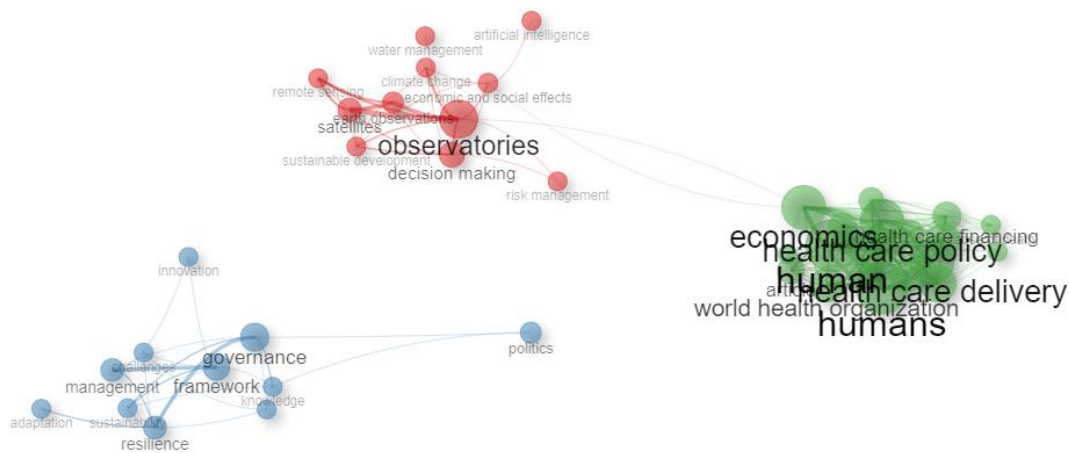 artificial intelligence
water management
climate change
remote sensing
economic and social effects
earth observations
satellites
observatories
sustainable development
decision making
risk management
economics
health care financing
health care policy
human
health care delivery
world health organization
humans
innovation
governance
politics
challenges
management
framework
knowledge
adaptation
sustainability
resilience